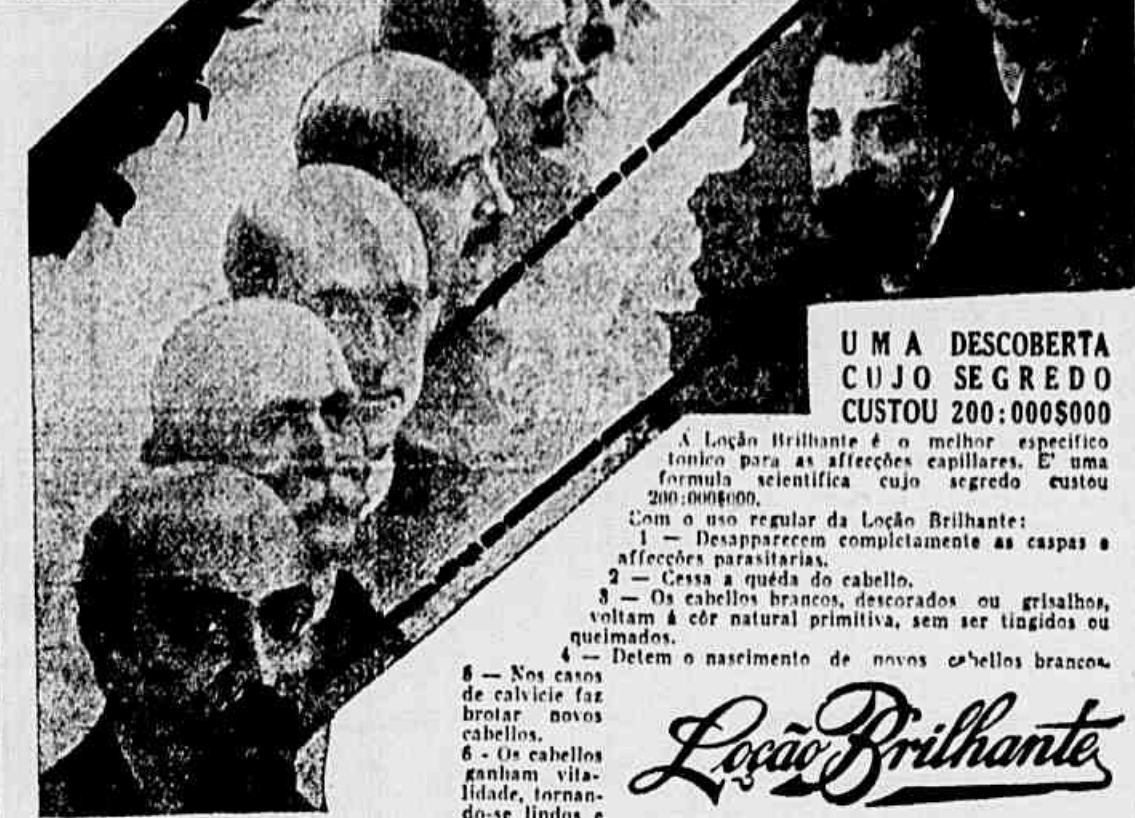 UMA DESCOBERTA
CUJO SEGREDO
CUSTOU 200:000$000
A Loção Brilhante é o melhor especifico
tonico para as affecções capillares. E' uma
formula scientifica cujo segredo custou
200:000$000.
Com o uso regular da Loção Brilhante:
1 — Desapparecem completamente as caspas e
affecções parasitarias.
2 — Cessa a quéda do cabello.
3 — Os cabellos brancos, descorados ou grisalhos,
voltam á côr natural primitiva, sem ser tingidos ou
queimados.
4 — Detem o nascimento de novos cabellos brancos.
5 — Nos casos
de calvicie faz
brotar novos
cabellos.
6 - Os cabellos
ganham vita-
lidade, tornan-
do-se lindos e
Loção Brilhante